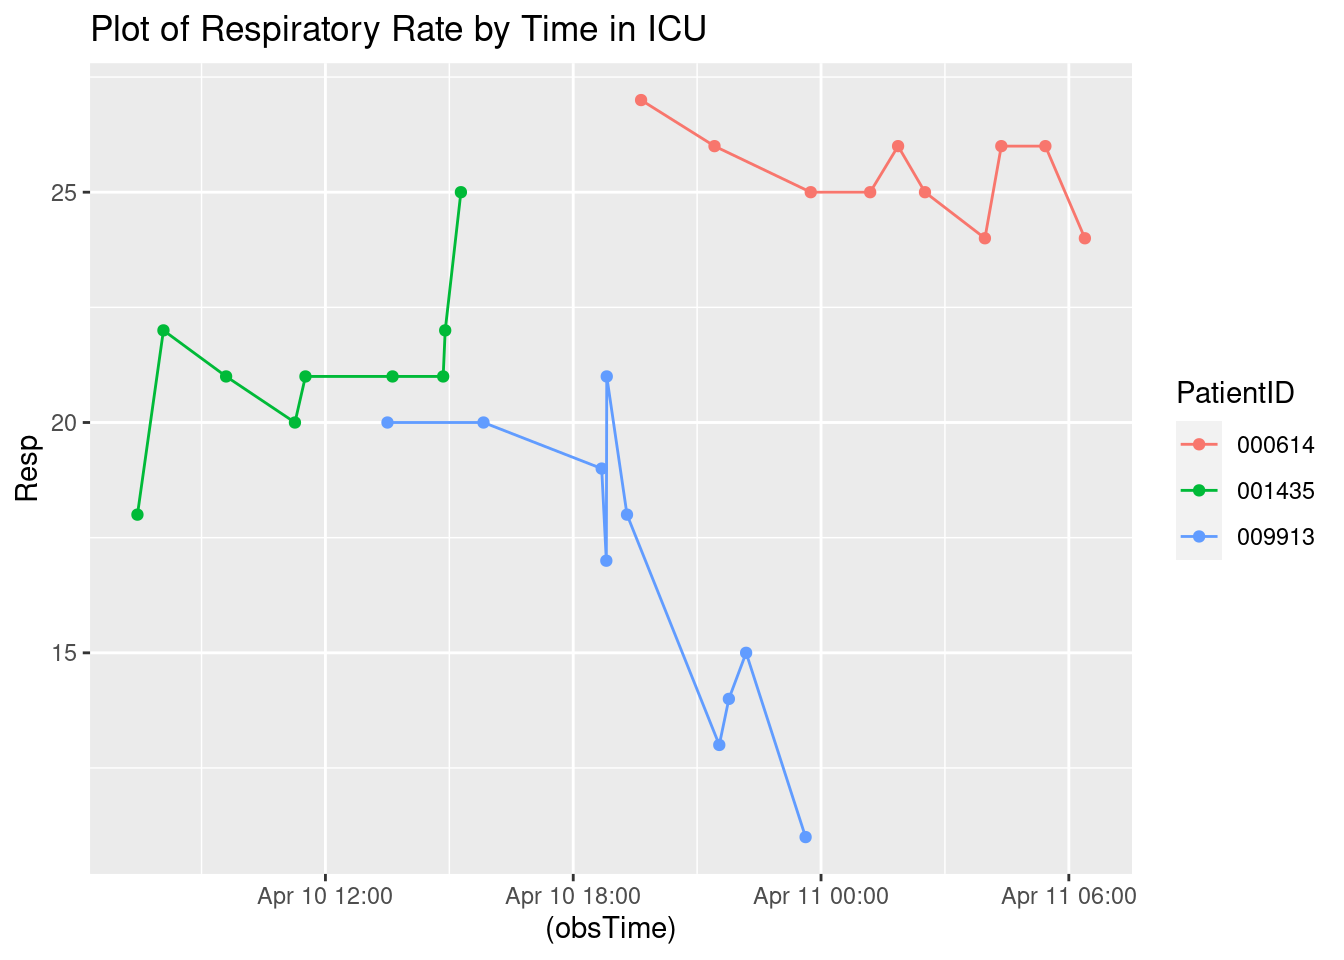 Plot of Respiratory Rate by Time in ICU
25
20
15
Resp
Apr 10 12:00
Apr 10 18:00
Apr 11 00:00
Apr 11 06:00
(obsTime)
PatientID
000614
001435
009913